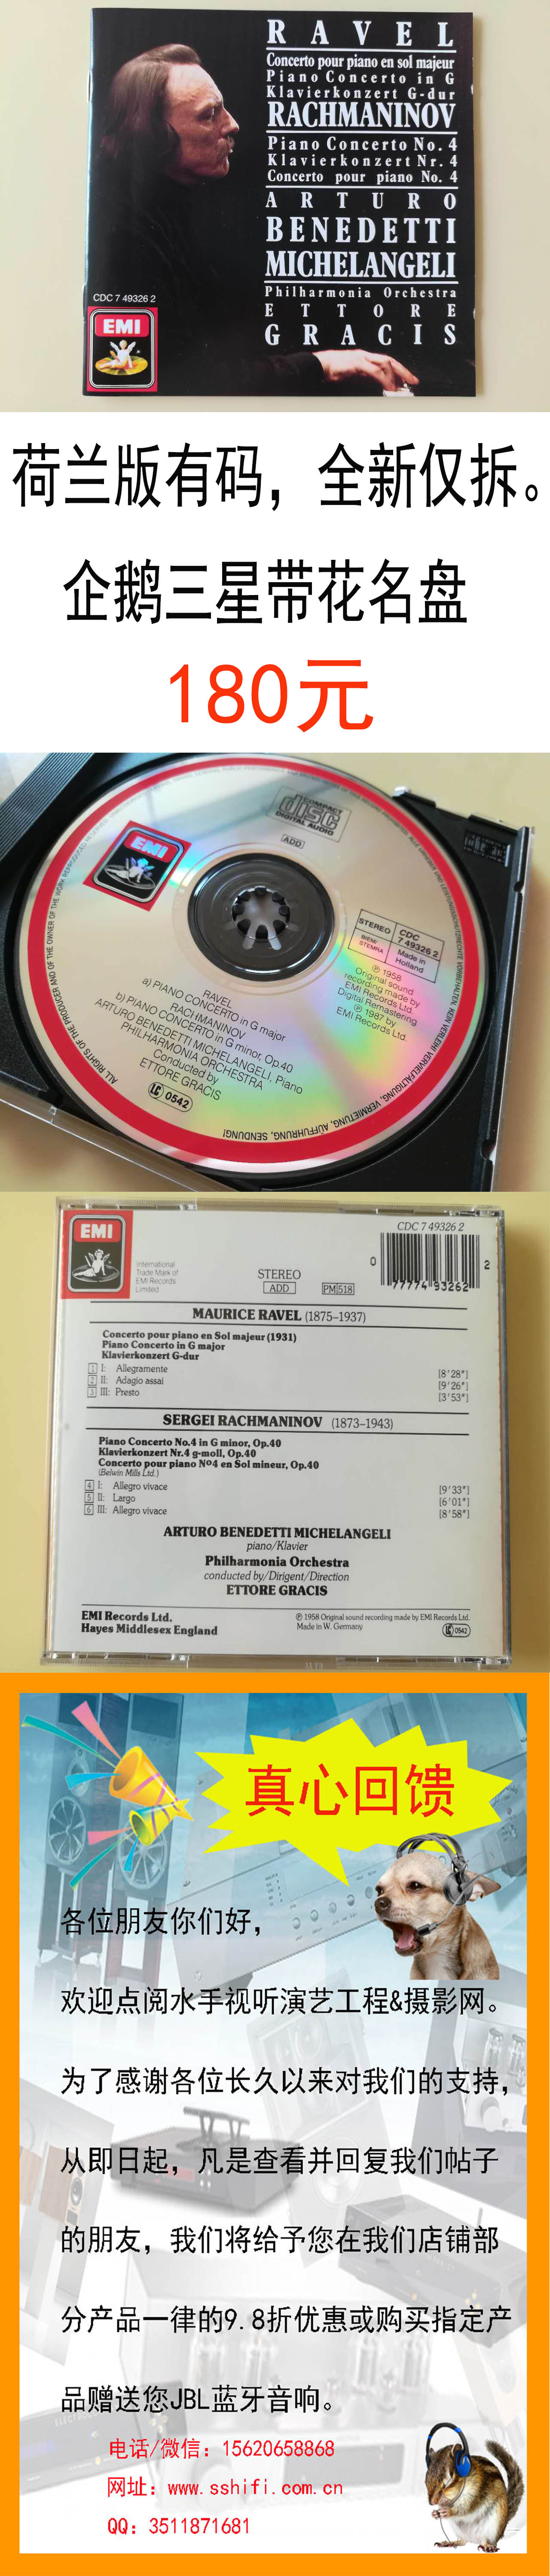 RAVEL
Concerto pour piano en sol majeur
Piano Concerto in G
Klavierkonzert G-dur
RACHMANINOV
Piano Concerto No. 4
Klavierkonzert Nr. 4
Concerto pour piano No. 4
ARTURO
BENEDETTI
MICHELANGELI
Philharmonia Orchestra
ETTORE
GRACIS
CDC 7 49326 2
EMI
荷兰版有码，全新仅拆。
企鹅三星带花名盘
180元
COMPACT
disc
DIGITAL AUDIO
ADD
EMI
STEREO
CDC
7 49326 2
BIEM/
STEMRA
Made in
Holland
℗ 1958
Original sound
recording made by
EMI Records Ltd.
Digital Remastering
℗ 1987 by
EMI Records Ltd.
RAVEL
a) PIANO CONCERTO in G major
RACHMANINOV
b) PIANO CONCERTO in G minor, Op.40
ARTURO BENEDETTI MICHELANGELI, Piano
PHILHARMONIA ORCHESTRA
Conducted by
ETTORE GRACIS
LC 0542
ALL RIGHTS OF THE PRODUCER AND OF THE OWNER OF THE WORK
VERMIETUNG, AUFFÜHRUNG, SENDUNG!
EMI
International
Trade Mark of
EMI Records
Limited
STEREO
ADD
PM518
CDC 7 49326 2
0 77774 93262 2
MAURICE RAVEL (1875-1937)
Concerto pour piano en Sol majeur (1931)
Piano Concerto in G major
Klavierkonzert G-dur
1 I: Allegramente [8'28"]
2 II: Adagio assai [9'26"]
3 III: Presto [3'53"]
SERGEI RACHMANINOV (1873-1943)
Piano Concerto No.4 in G minor, Op.40
Klavierkonzert Nr.4 g-moll, Op.40
Concerto pour piano Nº4 en Sol mineur, Op.40
(Belwin Mills Ltd.)
4 I: Allegro vivace [9'33"]
5 II: Largo [6'01"]
6 III: Allegro vivace [8'58"]
ARTURO BENEDETTI MICHELANGELI
piano/Klavier
Philharmonia Orchestra
conducted by/Dirigent/Direction
ETTORE GRACIS
EMI Records Ltd.
Hayes Middlesex England
℗ 1958 Original sound recording made by EMI Records Ltd.
Made in W. Germany
LC 0542
真心回馈
各位朋友你们好，
欢迎点阅水手视听演艺工程&摄影网。
为了感谢各位长久以来对我们的支持，
从即日起，凡是查看并回复我们帖子
的朋友，我们将给予您在我们店铺部
分产品一律的9.8折优惠或购买指定产
品赠送您JBL蓝牙音响。
电话/微信：15620658868
网址：www.sshifi.com.cn
QQ：3511871681